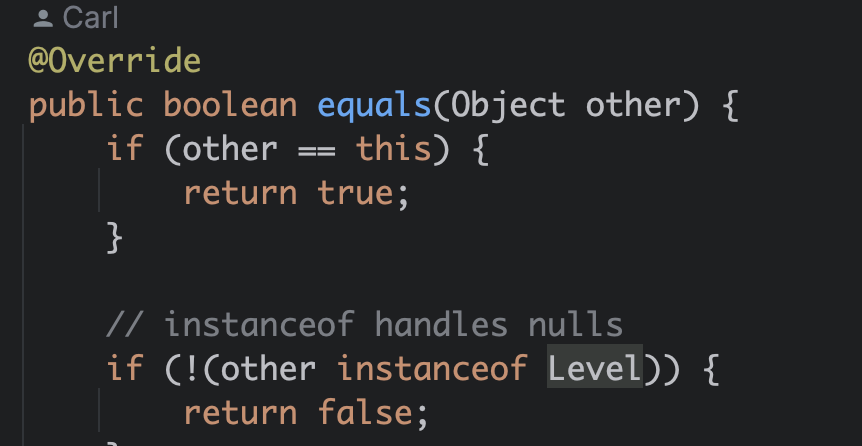 Carl
@Override
public boolean equals(Object other) {
    if (other == this) {
        return true;
    }
    // instanceof handles nulls
    if (!(other instanceof Level)) {
        return false;